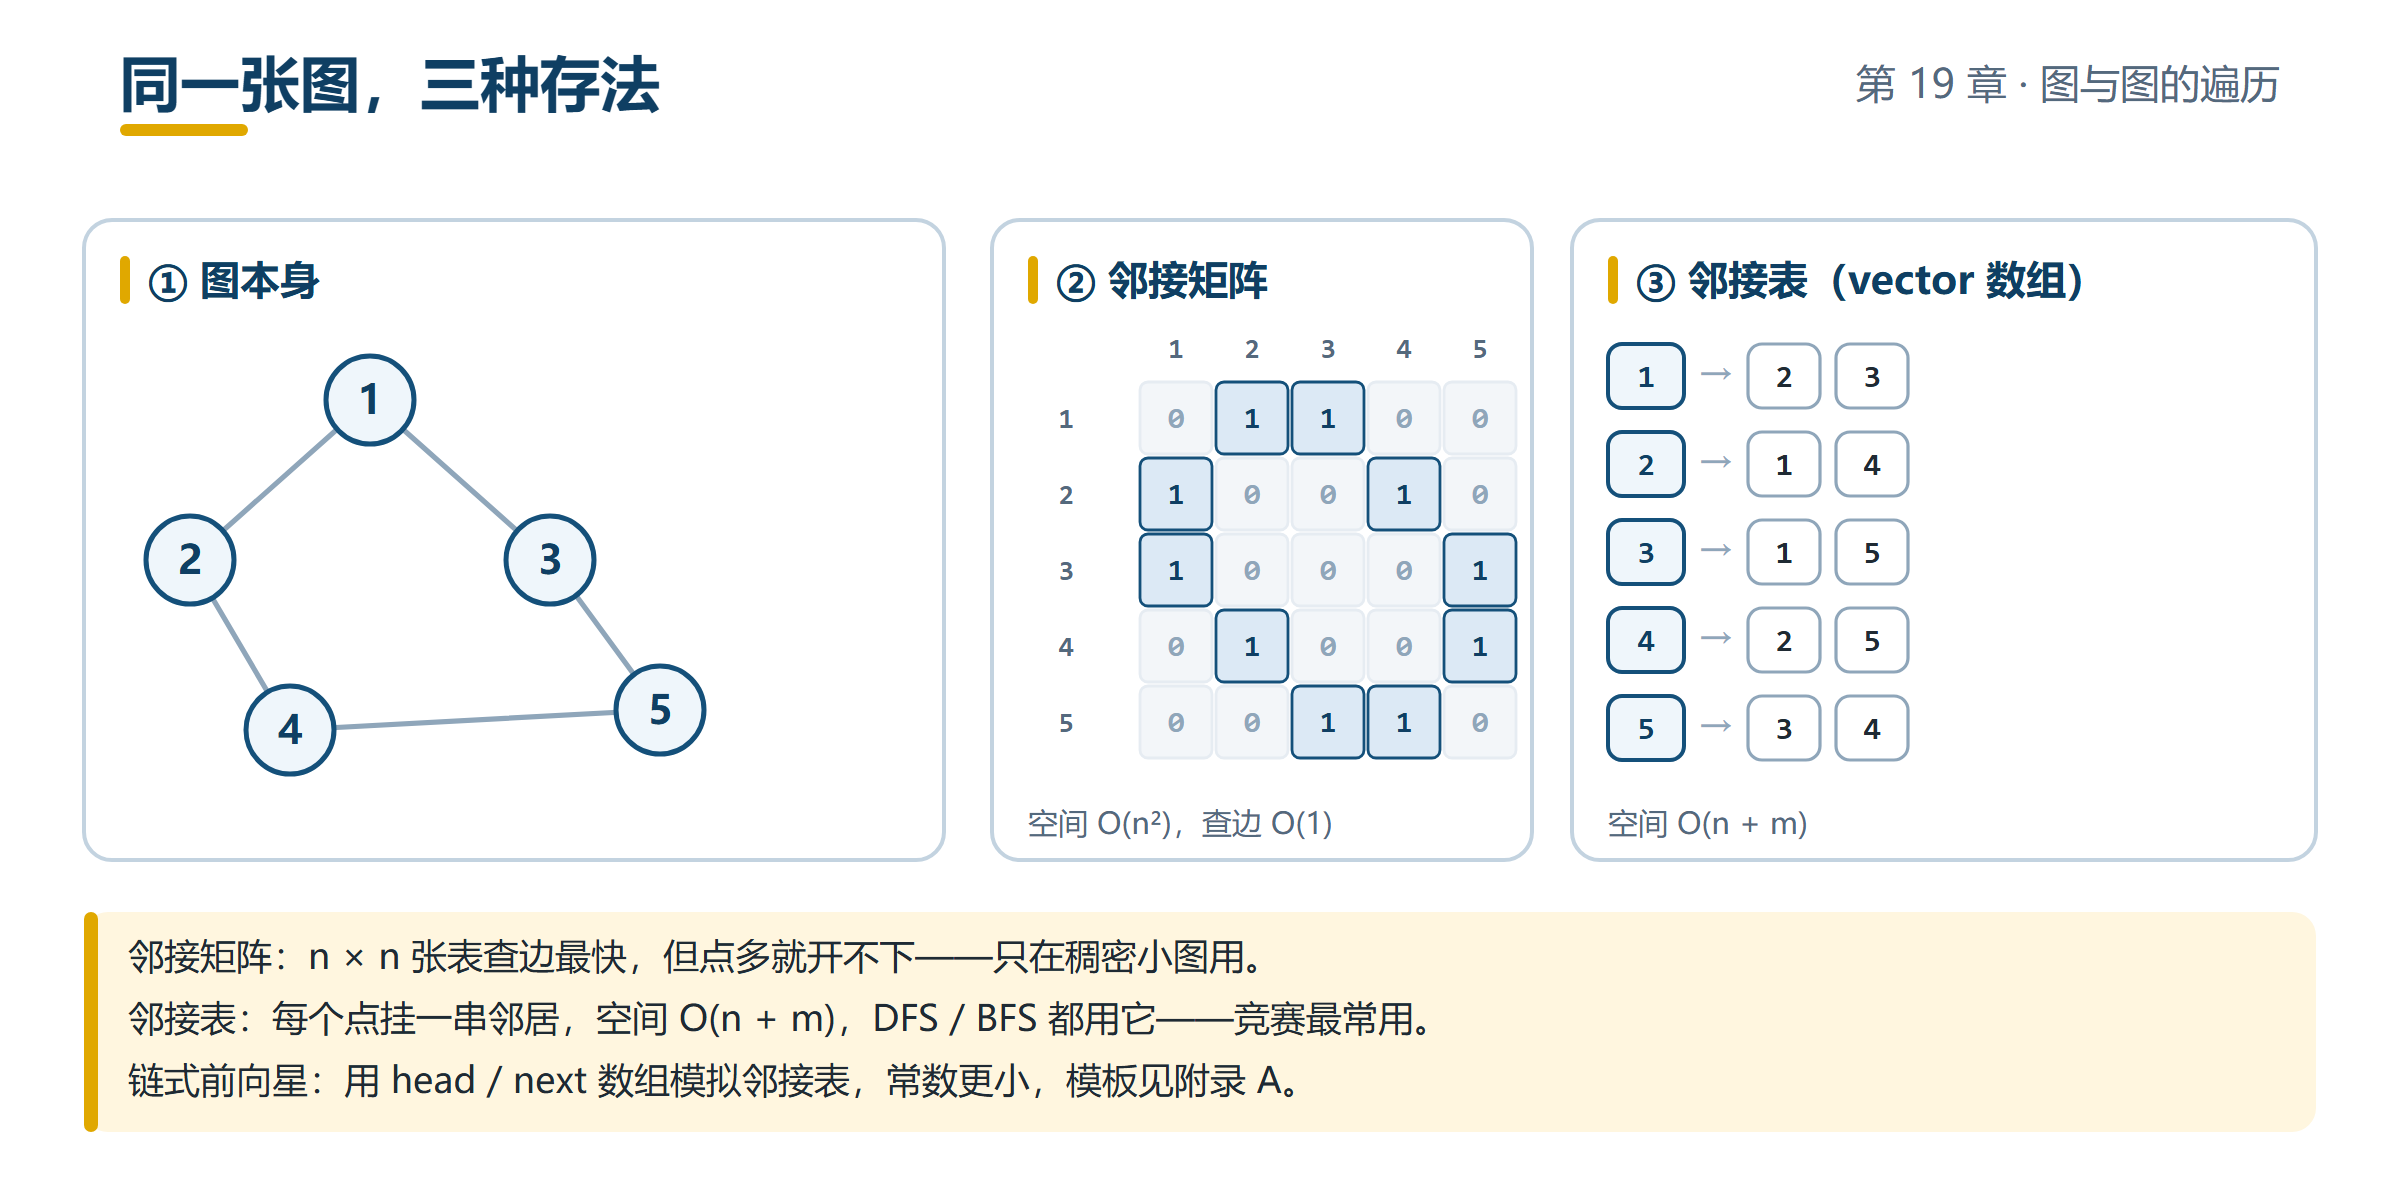 同一张图，三种存法
第 19 章 · 图与图的遍历
① 图本身
1
2
3
4
5
② 邻接矩阵
1 2 3 4 5
1 0 1 1 0 0
2 1 0 0 1 0
3 1 0 0 0 1
4 0 1 0 0 1
5 0 0 1 1 0
空间 O(n²)，查边 O(1)
③ 邻接表（vector 数组）
1 → 2 3
2 → 1 4
3 → 1 5
4 → 2 5
5 → 3 4
空间 O(n + m)
邻接矩阵：n × n 张表查边最快，但点多就开不下——只在稠密小图用。
邻接表：每个点挂一串邻居，空间 O(n + m)，DFS / BFS 都用它——竞赛最常用。
链式前向星：用 head / next 数组模拟邻接表，常数更小，模板见附录 A。